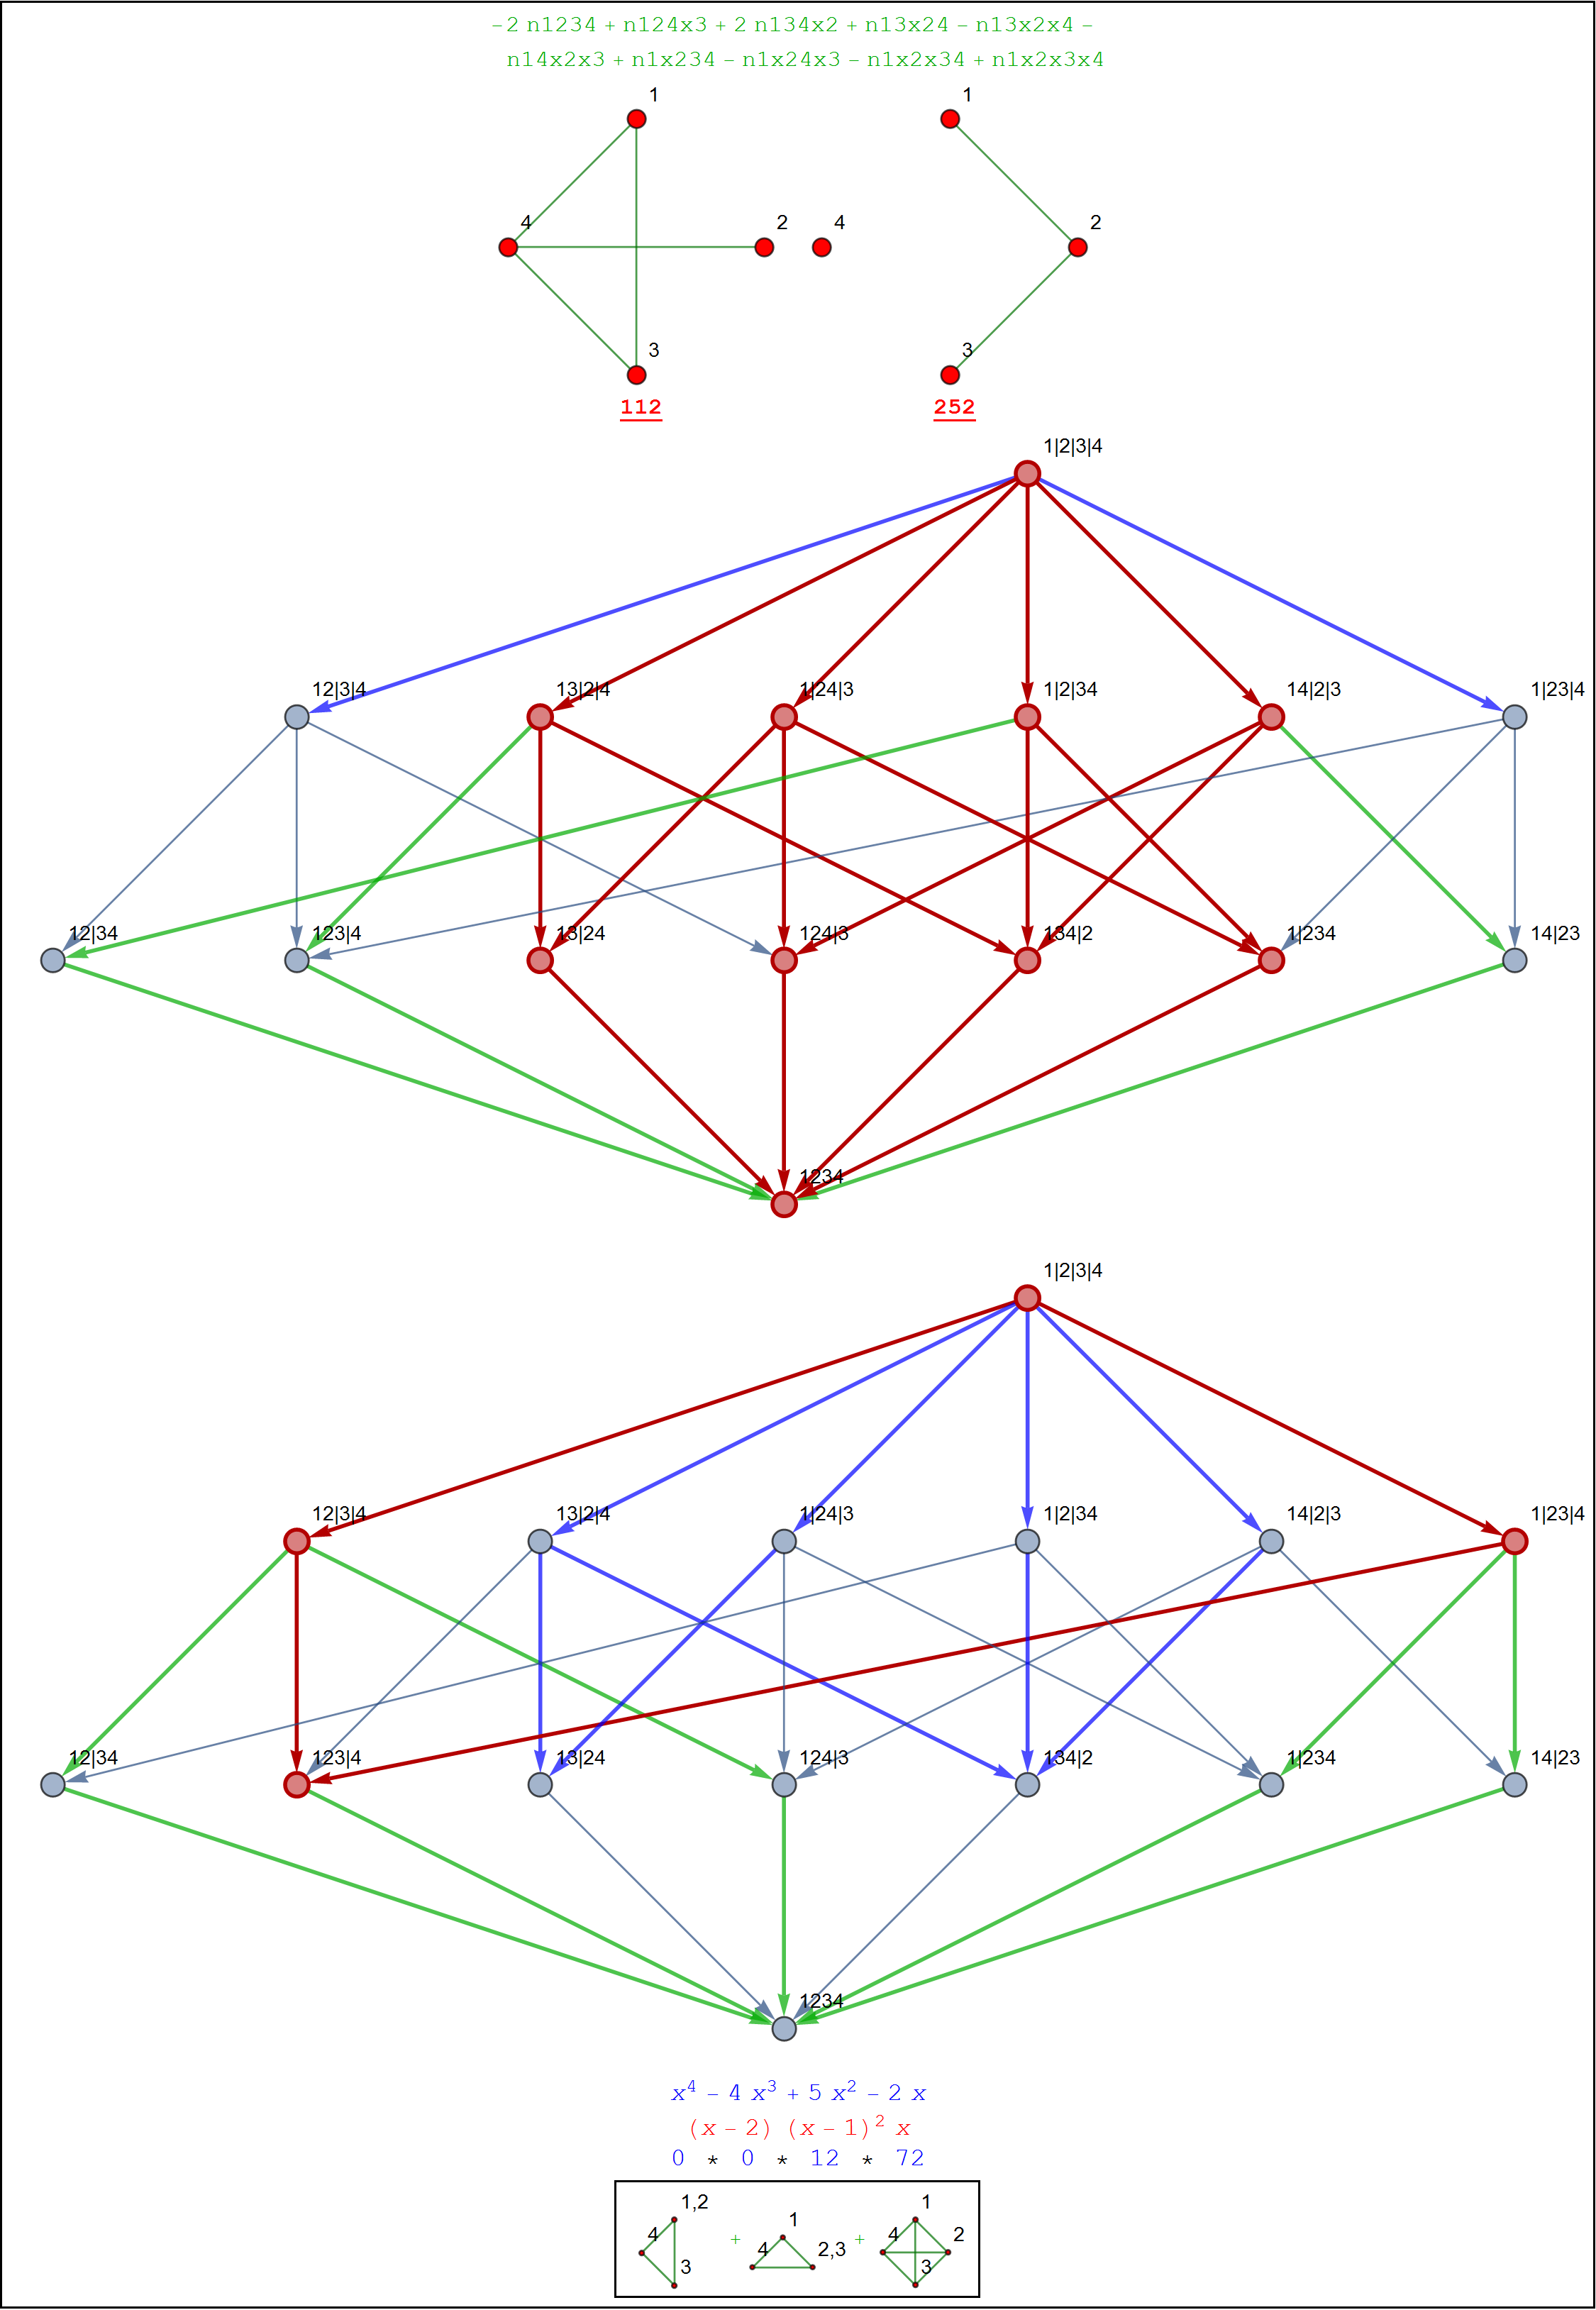 -2 n1234 + n124x3 + 2 n134x2 + n13x24 - n13x2x4 -
n14x2x3 + n1x234 - n1x24x3 - n1x2x34 + n1x2x3x4
1 1
4 2 4 2
3 3
112 252
1|2|3|4
12|3|4 13|2|4 1|24|3 1|2|34 14|2|3 1|23|4
12|34 123|4 13|24 124|3 134|2 1|234 14|23
1234
1|2|3|4
12|3|4 13|2|4 1|24|3 1|2|34 14|2|3 1|23|4
12|34 123|4 13|24 124|3 134|2 1|234 14|23
1234
x⁴ - 4 x³ + 5 x² - 2 x
(x - 2) (x - 1)² x
0 * 0 * 12 * 72
1,2 1 1
4 + 4 2,3 + 4 2
3 3